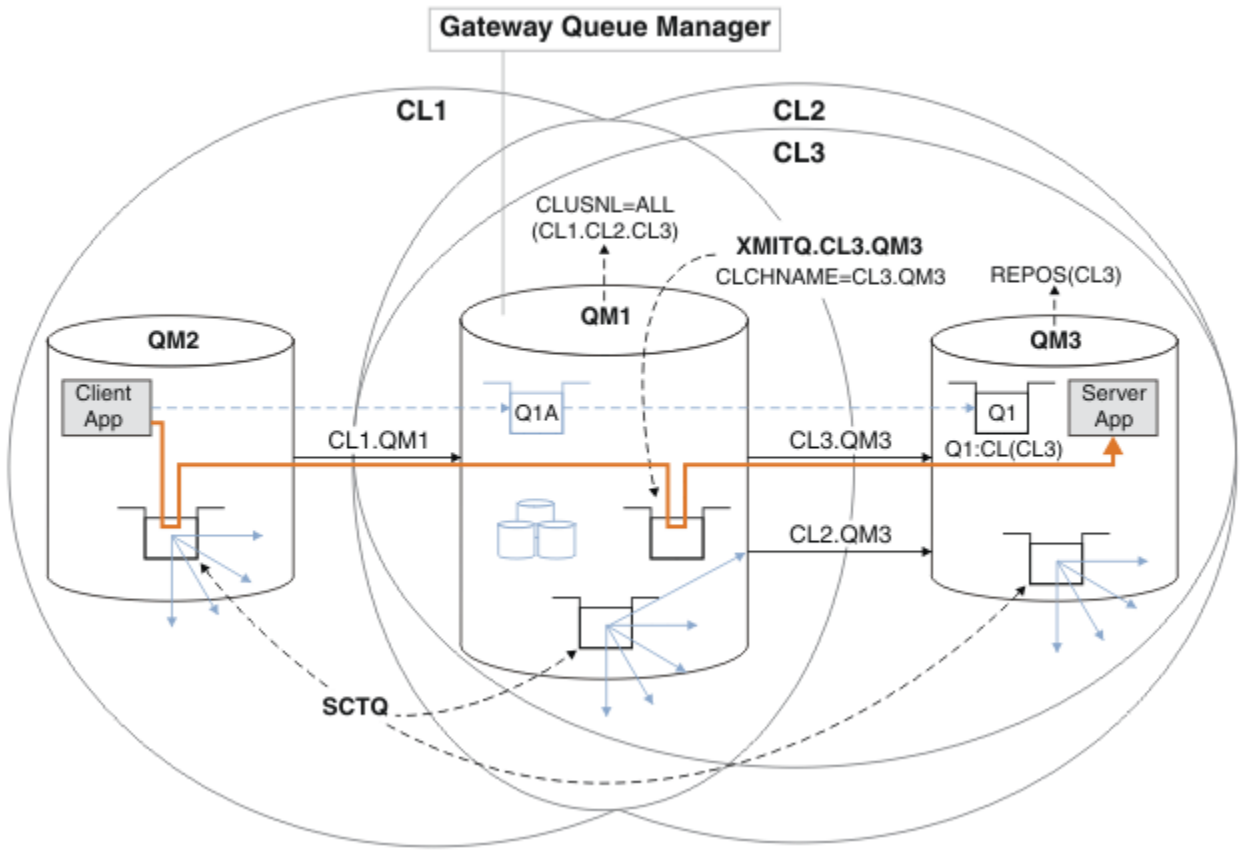 Gateway Queue Manager
CL1
CL2
CL3
CLUSNL=ALL
(CL1.CL2.CL3)
XMITQ.CL3.QM3
CLCHNAME=CL3.QM3
REPOS(CL3)
QM2
QM1
QM3
Client
App
Q1A
Q1
Server
App
CL1.QM1
CL3.QM3
Q1:CL(CL3)
CL2.QM3
SCTQ